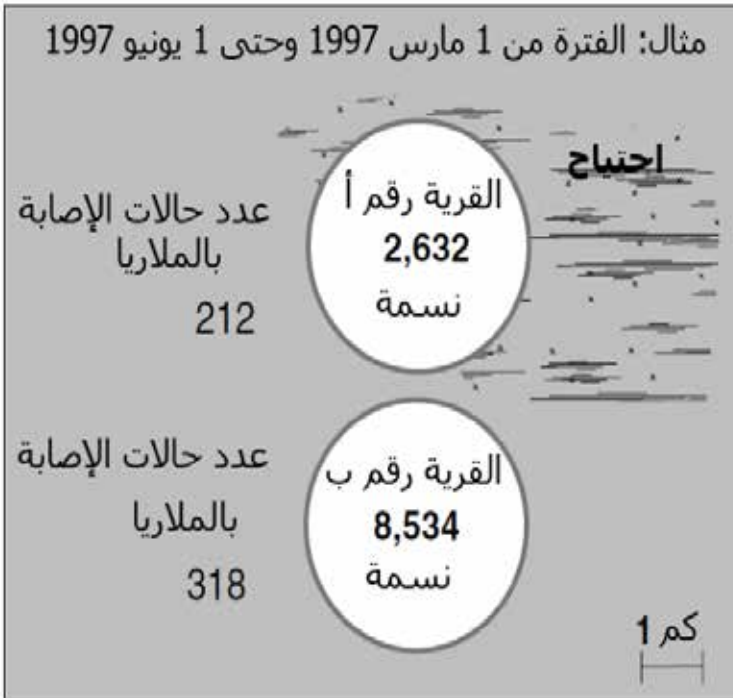 مثال: الفترة من 1 مارس 1997 وحتى 1 يونيو 1997
احتياح
القرية رقم أ
2,632
نسمة
عدد حالات الإصابة
بالملاريا
212
القرية رقم ب
8,534
نسمة
عدد حالات الإصابة
بالملاريا
318
1 كم